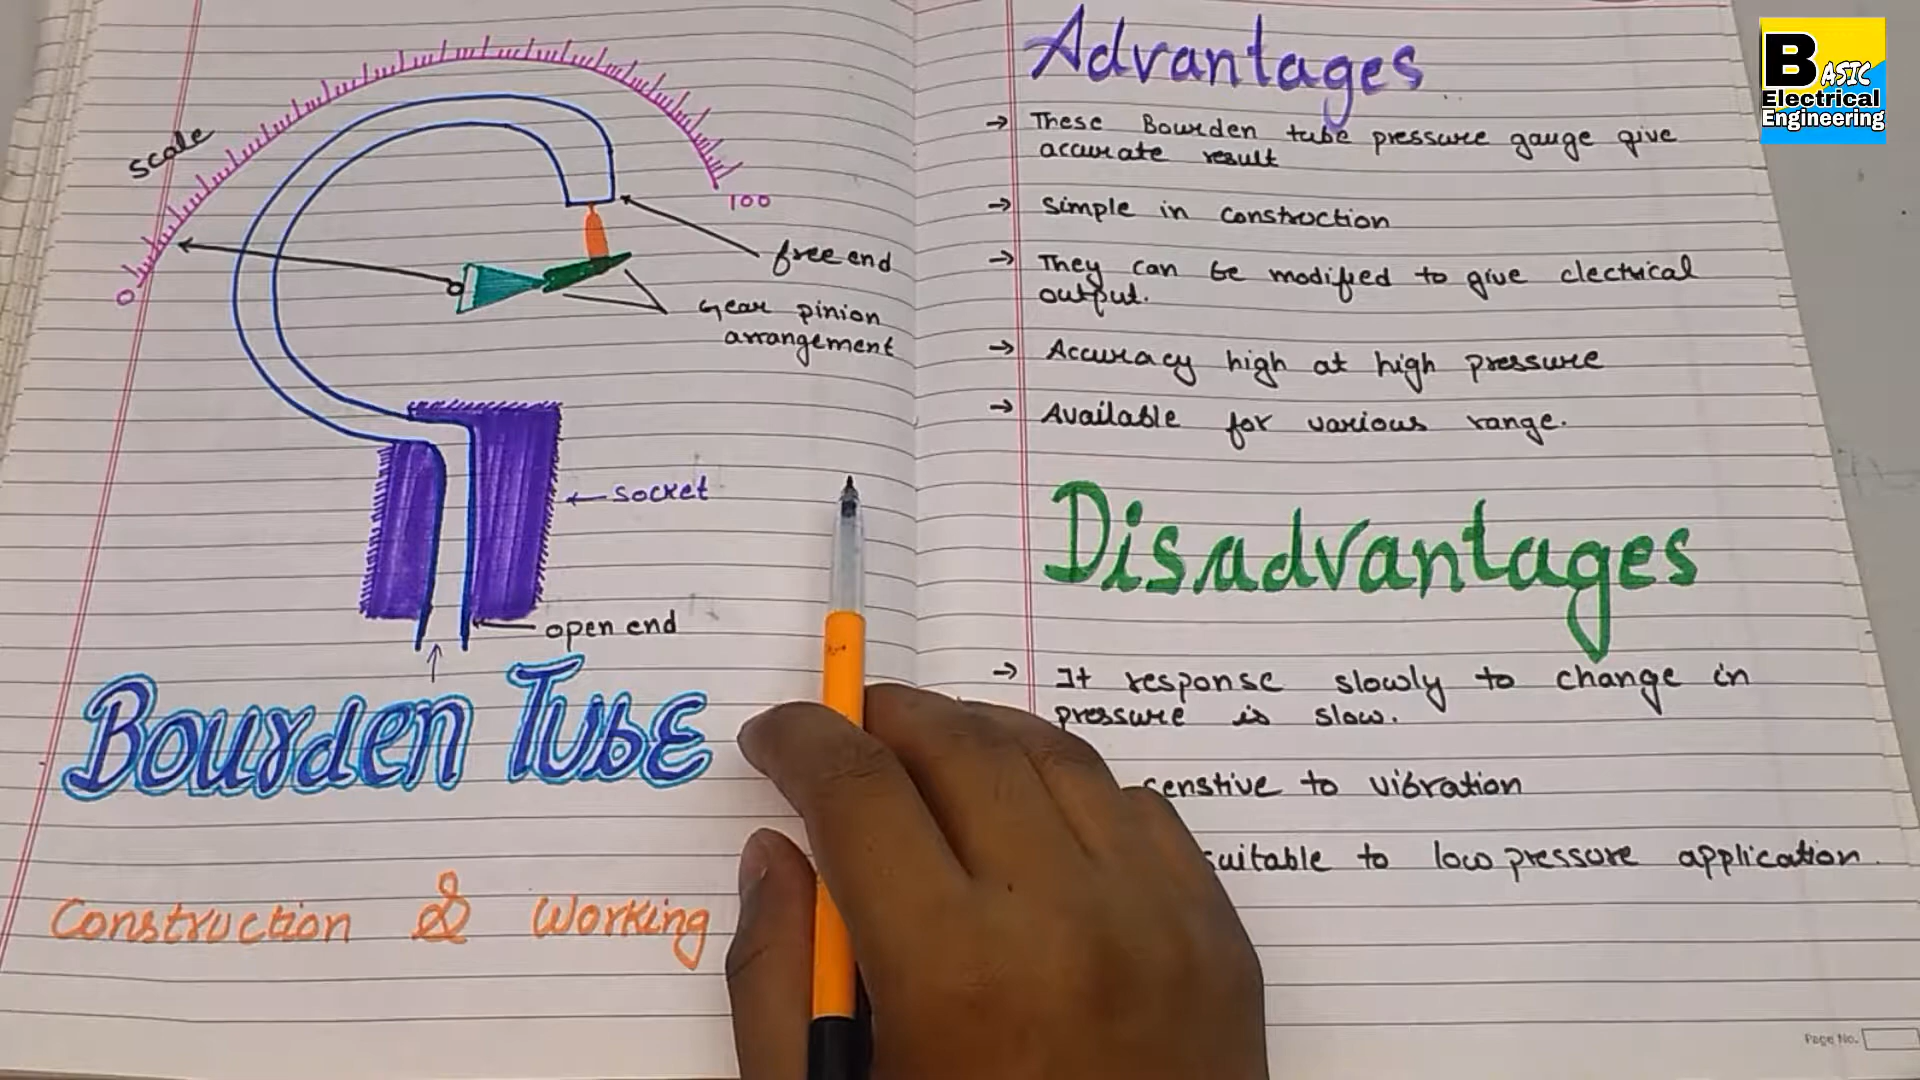 scale
0
100
free end
Gear pinion
arrangement
socket
open end
Bourden Tube
Construction & Working
Advantages
→ These Bourden tube pressure gauge give
accurate result
→ Simple in construction
→ They can be modified to give electrical
output.
→ Accuracy high at high pressure
→ Available for various range.
Disadvantages
→ It response slowly to change in
pressure is slow.
senstive to vibration
suitable to low pressure application.
Page No.
BASIC
Electrical
Engineering